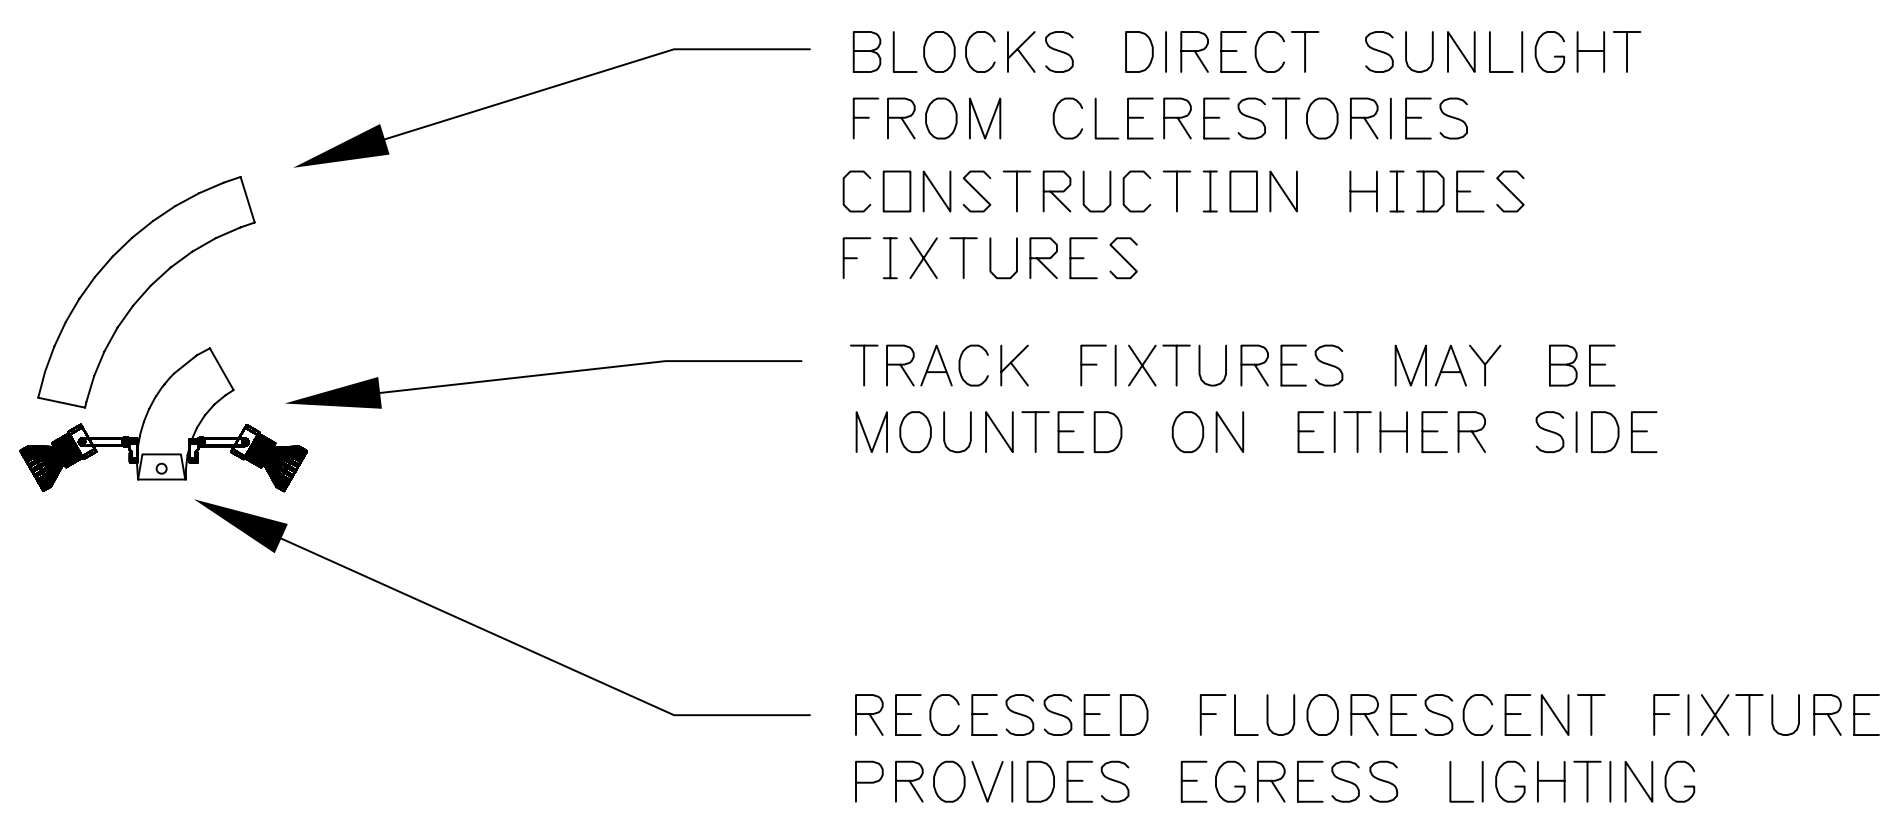 BLOCKS DIRECT SUNLIGHT
FROM CLERESTORIES
CONSTRUCTION HIDES
FIXTURES
TRACK FIXTURES MAY BE
MOUNTED ON EITHER SIDE
RECESSED FLUORESCENT FIXTURE
PROVIDES EGRESS LIGHTING